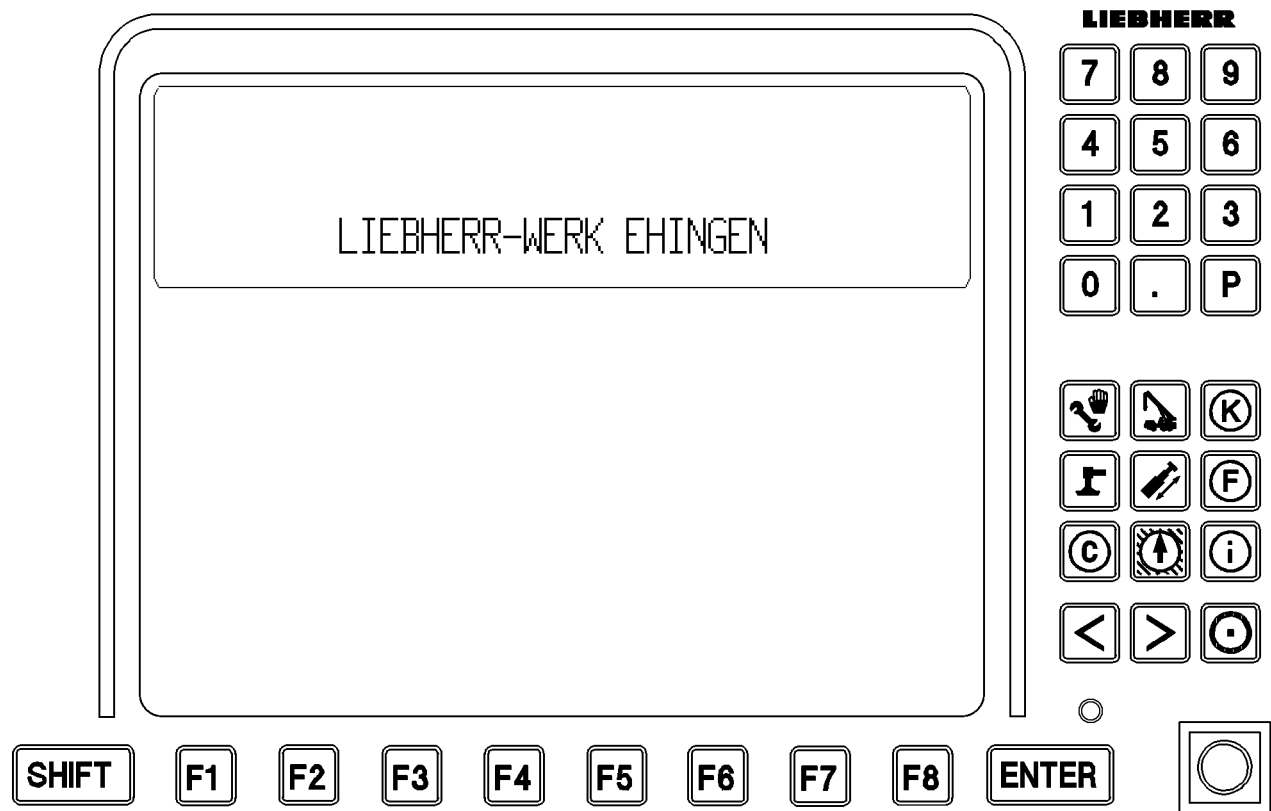 LIEBHERR
7 8 9
4 5 6
1 2 3
0 . P
LIEBHERR-WERK EHINGEN
K
F
C i
< >
SHIFT F1 F2 F3 F4 F5 F6 F7 F8 ENTER